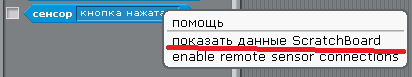 сенсор кнопка нажата
помощь
показать данные ScratchBoard
enable remote sensor connections